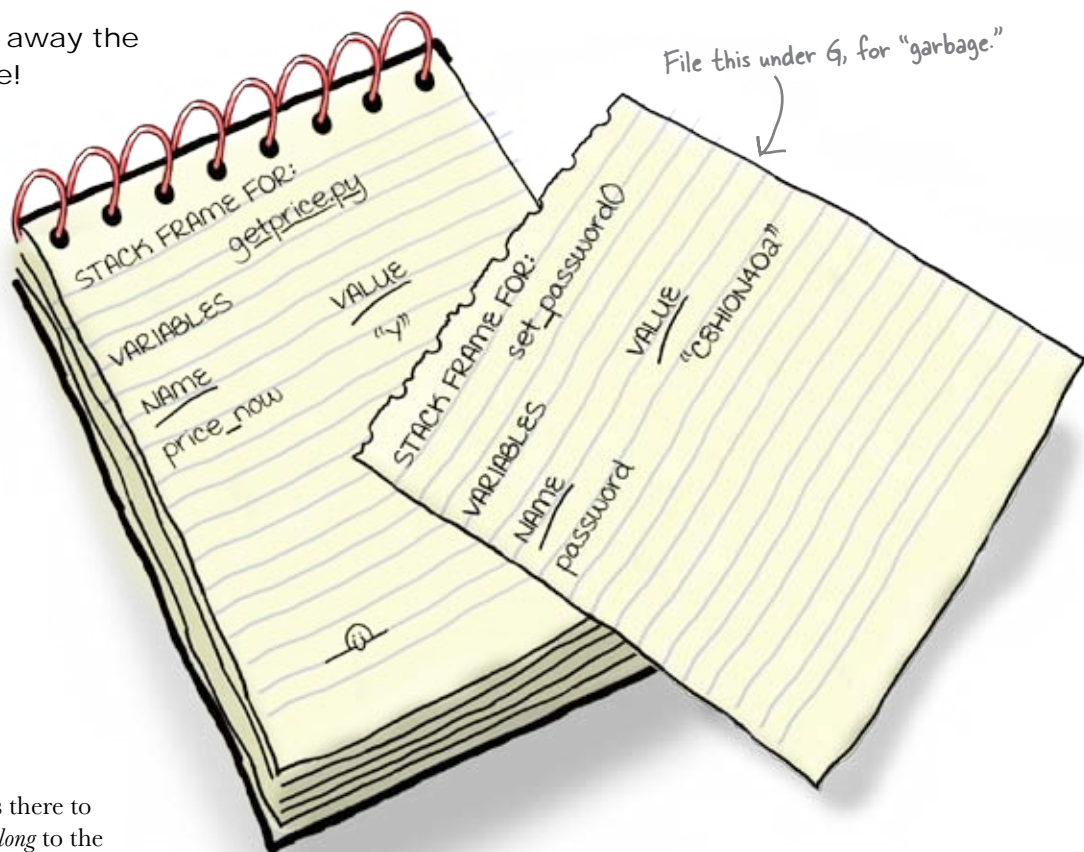 away the
e!
File this under G, for “garbage.”
STACK FRAME FOR:
getprice.py
VARIABLES
NAME
VALUE
price_now
“y”
STACK FRAME FOR:
set_password()
VARIABLES
NAME
VALUE
password
“C8H10N4O2”
s there to
long to the